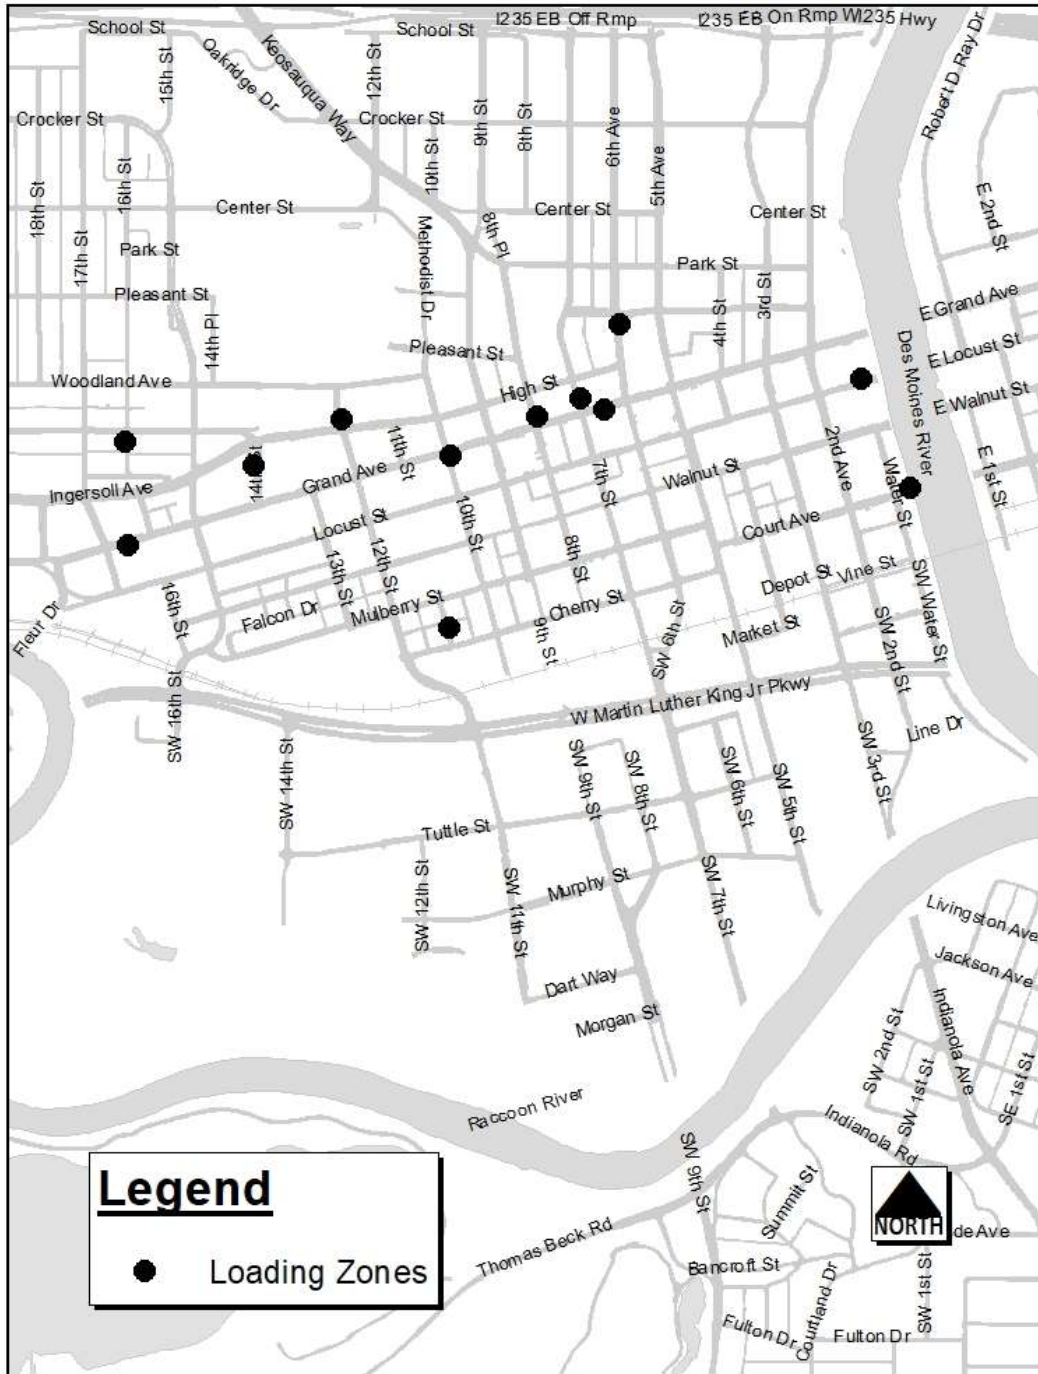 I235 EB Off Rmp
I235 EB On Rmp WI235 Hwy
School St
School St
Keosauqua Way
Oakridge Dr
15th St
12th St
9th St
8th St
6th Ave
5th Ave
Robert D Ray Dr
Crocker St
Crocker St
10th St
16th St
18th St
17th St
Center St
Center St
Center St
E 2nd St
Methodist Dr
8th Pl
Park St
Park St
3rd St
4th St
Pleasant St
14th Pl
E Grand Ave
E Locust St
E Walnut St
Des Moines River
Pleasant St
Woodland Ave
High St
11th St
Grand Ave
14th St
Ingersoll Ave
Locust St
10th St
7th St
Walnut St
2nd Ave
Water St
E 1st St
Court Ave
12th St
13th St
8th St
16th St
Falcon Dr
Mulberry St
Cherry St
9th St
Depot St
Vine St
Market St
SW Water St
SW 2nd St
Fleur Dr
SW 6th St
W Martin Luther King Jr Pkwy
SW 16th St
SW 14th St
SW 9th St
SW 8th St
SW 6th St
SW 5th St
SW 3rd St
Line Dr
Tuttle St
SW 12th St
SW 11th St
Murphy St
SW 7th St
Livingston Ave
Jackson Ave
Dart Way
Morgan St
Indianola Ave
SW 2nd St
SW 1st St
SE 1st St
Raccoon River
Indianola Rd
SW 9th St
Summit St
Thomas Beck Rd
Bancroft St
Courtland Dr
SW 1st St
Fulton Dr
Fulton Dr
NORTH
de Ave
Legend
Loading Zones